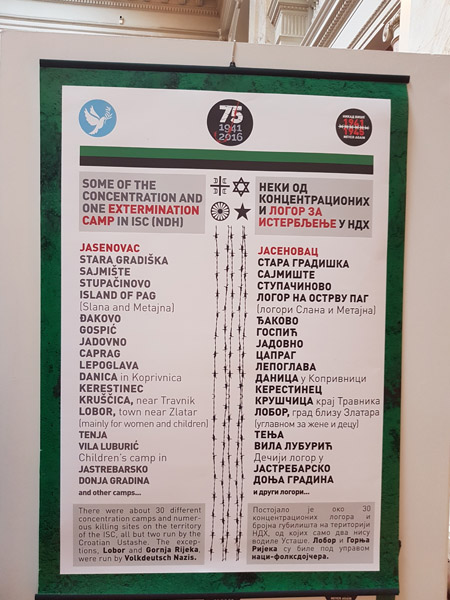 75
1941
2016
1941
1945
SOME OF THE
CONCENTRATION AND
ONE EXTERMINATION
CAMP IN ISC (NDH)
JASENOVAC
STARA GRADIŠKA
SAJMIŠTE
STUPAČINOVO
ISLAND OF PAG
(Slana and Metajna)
ĐAKOVO
GOSPIĆ
JADOVNO
CAPRAG
LEPOGLAVA
DANICA in Koprivnica
KERESTINEC
KRUŠČICA, near Travnik
LOBOR, town near Zlatar
(mainly for women and children)
TENJA
VILA LUBURIĆ
Children's camp in
JASTREBARSKO
DONJA GRADINA
and other camps...
There were about 30 different
concentration camps and numer-
ous killing sites on the territory
of the ISC, all but two run by the
Croatian Ustashe. The excep-
tions, Lobor and Gornja Rijeka,
were run by Volkdeutsch Nazis.
НЕКИ ОД
КОНЦЕНТРАЦИОНИХ
И ЛОГОР ЗА
ИСТЕРБЉЕЊЕ У НДХ
ЈАСЕНОВАЦ
СТАРА ГРАДИШКА
САЈМИШТЕ
СТУПАЧИНОВО
ЛОГОР НА ОСТРВУ ПАГ
(логори Слана и Метајна)
ЂАКОВО
ГОСПИЋ
ЈАДОВНО
ЦАПРАГ
ЛЕПОГЛАВА
ДАНИЦА у Копривници
КЕРЕСТИНЕЦ
КРУШЧИЦА крај Травника
ЛОБОР, град близу Златара
(углавном за жене и децу)
ТЕЊА
ВИЛА ЛУБУРИЋ
Дечији логор у
ЈАСТРЕБАРСКО
ДОЊА ГРАДИНА
и други логори...
Постојало је око 30
концентрационих логора и
бројна губилишта на територији
НДХ, од којих само два нису
водиле Усташе. Лобор и Горња
Ријека су биле под управом
наци-фолксдојчера.